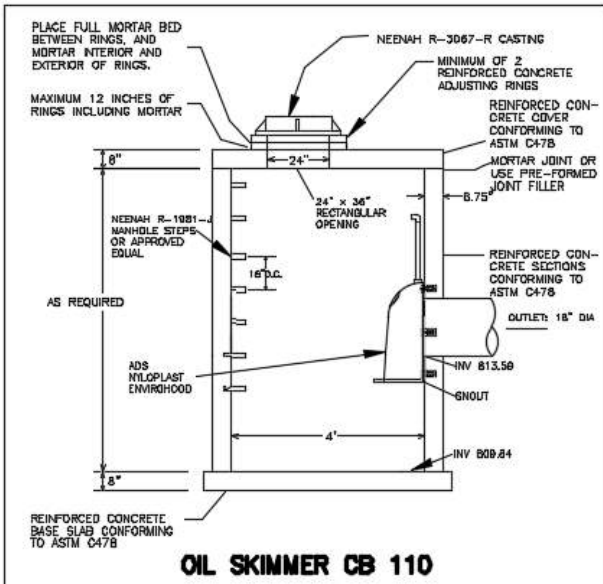 PLACE FULL MORTAR BED
BETWEEN RINGS, AND
MORTAR INTERIOR AND
EXTERIOR OF RINGS.
NEENAH R-3067-R CASTING
MINIMUM OF 2
REINFORCED CONCRETE
ADJUSTING RINGS
MAXIMUM 12 INCHES OF
RINGS INCLUDING MORTAR
REINFORCED CON-
CRETE COVER
CONFORMING TO
ASTM C478
8"
24"
MORTAR JOINT OR
USE PRE-FORMED
JOINT FILLER
6.75"
24" x 36"
RECTANGULAR
OPENING
NEENAH R-1981-J
MANHOLE STEPS
OR APPROVED
EQUAL
16"O.C.
REINFORCED CON-
CRETE SECTIONS
CONFORMING TO
ASTM C478
AS REQUIRED
OUTLET: 18" DIA
ADS
NYLOPLAST
ENVIROHOOD
INV 813.59
SNOUT
4'
INV 809.84
8"
REINFORCED CONCRETE
BASE SLAB CONFORMING
TO ASTM C478
OIL SKIMMER CB 110